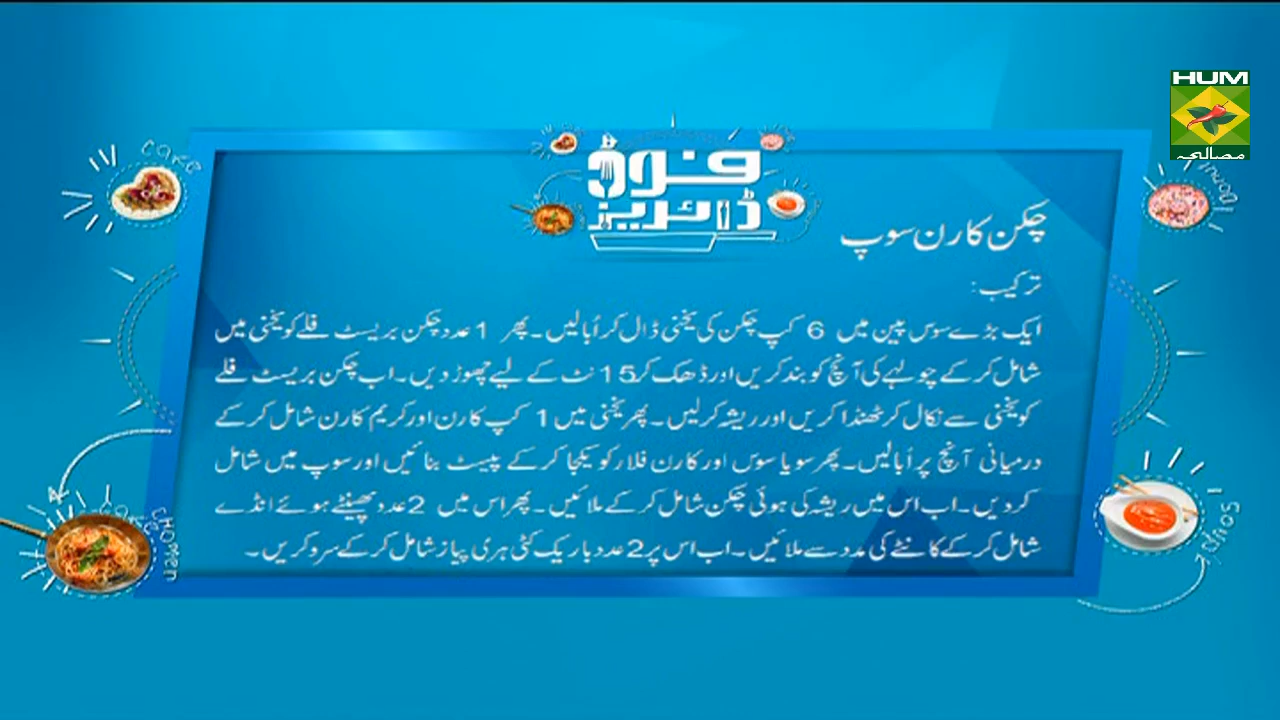 HUM
مصالحہ
فوڈ
ڈائریز
چکن کارن سوپ
ترکیب:
ایک بڑے سوس پین میں 6 کپ چکن کی یخنی ڈال کر اُبالیں۔ پھر 1 عدد چکن بریسٹ فلے کو یخنی میں
شامل کر کے چولہے کی آنچ کو بند کریں اور ڈھک کر 15 نٹ کے لیے چھوڑ دیں۔ اب چکن بریسٹ فلے
کو یخنی سے نکال کر ٹھنڈا کریں اور ریشہ کر لیں۔ پھر یخنی میں 1 کپ کارن اور کریم کارن شامل کر کے
درمیانی آنچ پر اُبالیں۔ پھر سویا سوس اور کارن فلار کو یکجا کر کے پیسٹ بنائیں اور سوپ میں شامل
کر دیں۔ اب اس میں ریشہ کی ہوئی چکن شامل کر کے ملائیں۔ پھر اس میں 2 عدد پھینٹے ہوئے انڈے
شامل کر کے کانٹے کی مدد سے ملائیں۔ اب اس پر 2 عدد باریک کٹی ہری پیاز شامل کر کے سرو کریں۔
CAKE
Donut
CHOMEN
Soup